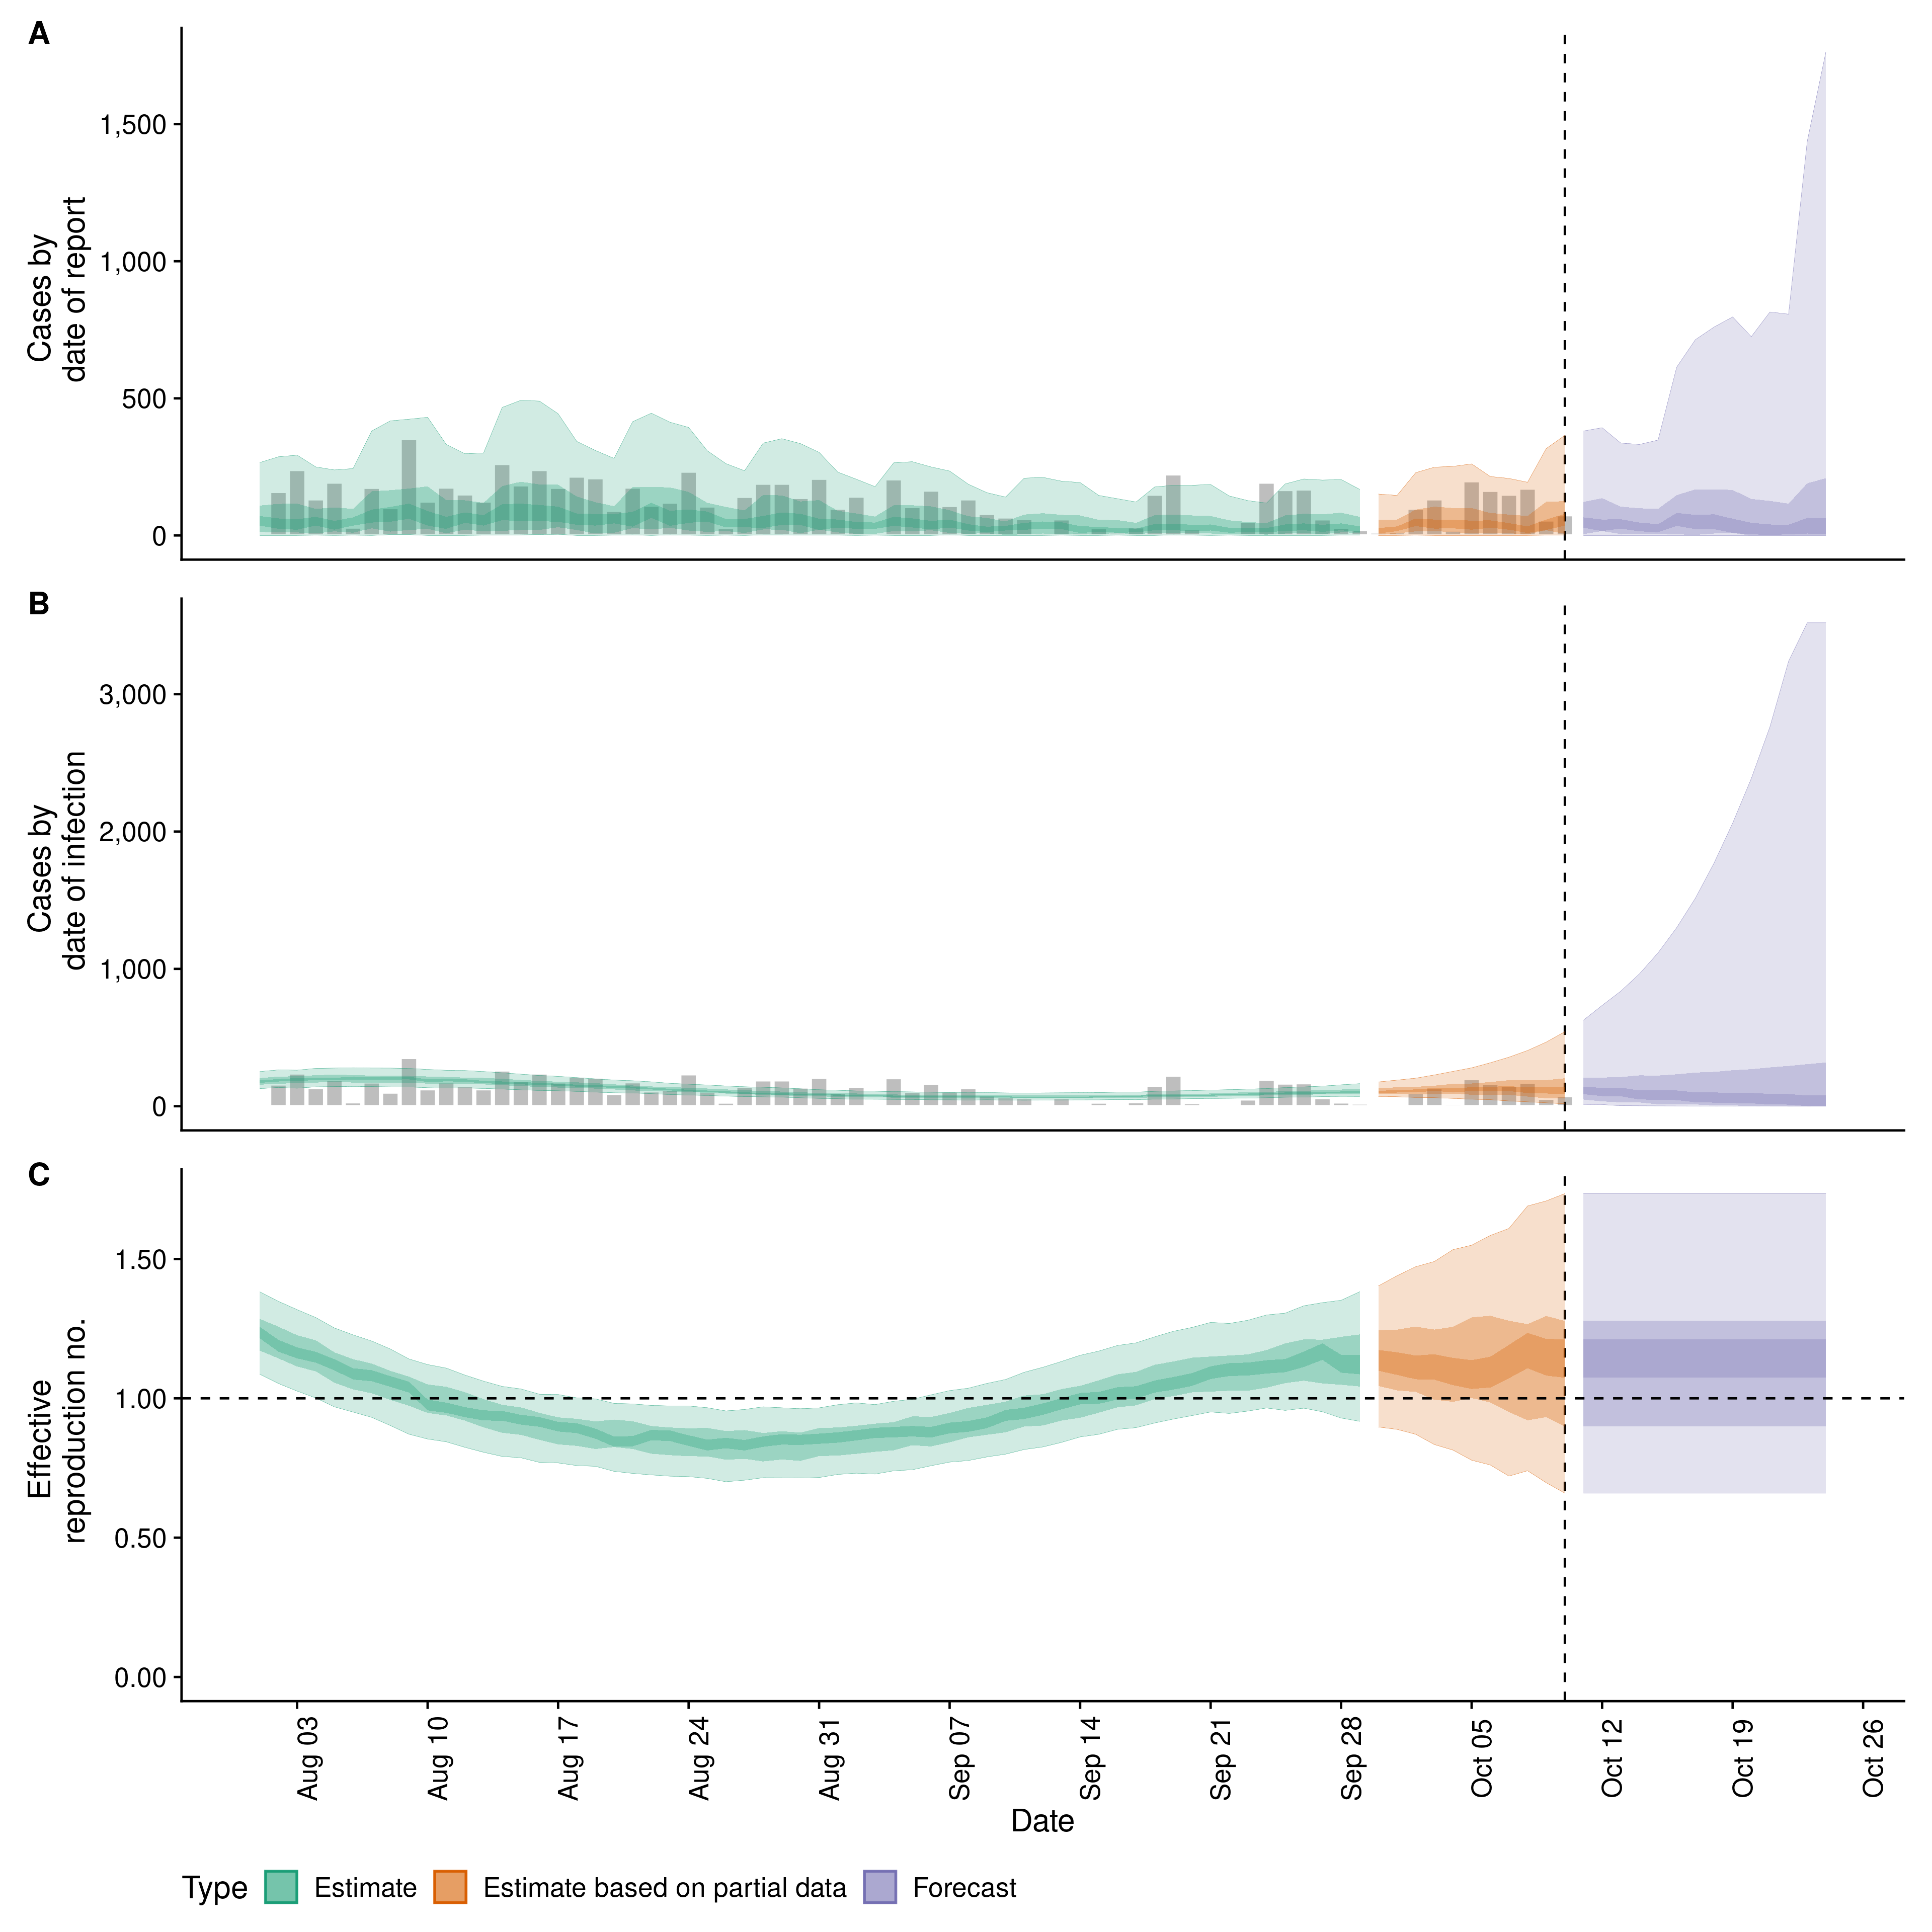 A
Cases by
date of report
1,500
1,000
500
0
B
Cases by
date of infection
3,000
2,000
1,000
0
C
Effective
reproduction no.
1.50
1.00
0.50
0.00
Aug 03
Aug 10
Aug 17
Aug 24
Aug 31
Sep 07
Sep 14
Sep 21
Sep 28
Oct 05
Oct 12
Oct 19
Oct 26
Date
Type Estimate Estimate based on partial data Forecast